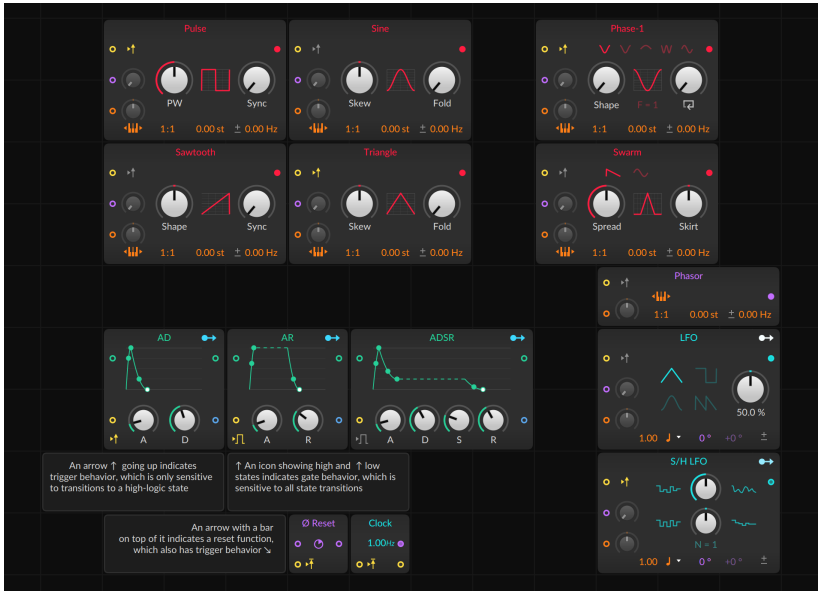 Pulse
PW
Sync
1:1 0.00 st ± 0.00 Hz
Sine
Skew
Fold
1:1 0.00 st ± 0.00 Hz
Phase-1
Shape
F ÷ 1
1:1 0.00 st ± 0.00 Hz
Sawtooth
Shape
Sync
1:1 0.00 st ± 0.00 Hz
Triangle
Skew
Fold
1:1 0.00 st ± 0.00 Hz
Swarm
Spread
Skirt
1:1 0.00 st ± 0.00 Hz
Phasor
1:1 0.00 st ± 0.00 Hz
AD
A D
AR
A R
ADSR
A D S R
LFO
50.0 %
1.00 0° +0° ±
An arrow ↑ going up indicates
trigger behavior, which is only sensitive
to transitions to a high-logic state
↑ An icon showing high and ↑ low
states indicates gate behavior, which is
sensitive to all state transitions
S/H LFO
N = 1
1.00 0° +0° ±
An arrow with a bar
on top of it indicates a reset function,
which also has trigger behavior ↘
Ø Reset
Clock
1.00Hz